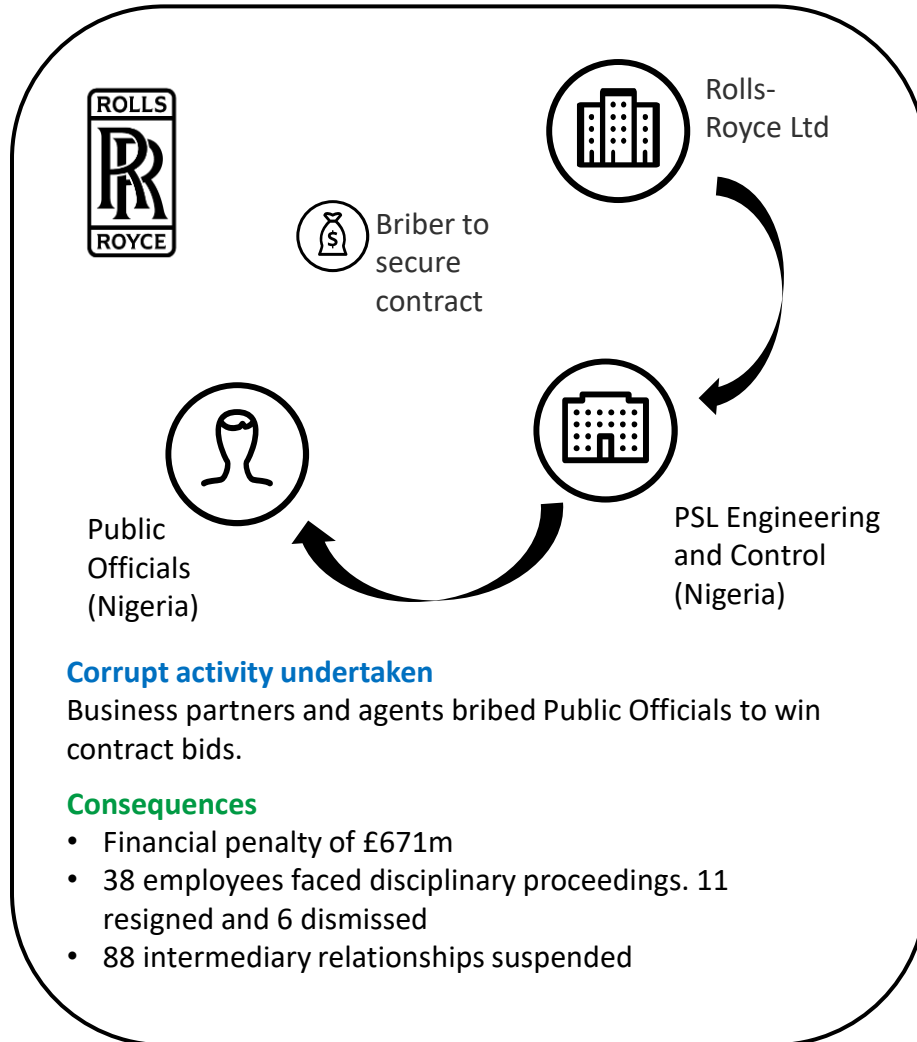 ROLLS
RR
ROYCE
Rolls-
Royce Ltd
$
Briber to
secure
contract
Public
Officials
(Nigeria)
PSL Engineering
and Control
(Nigeria)
Corrupt activity undertaken
Business partners and agents bribed Public Officials to win
contract bids.
Consequences
• Financial penalty of £671m
• 38 employees faced disciplinary proceedings. 11
resigned and 6 dismissed
• 88 intermediary relationships suspended